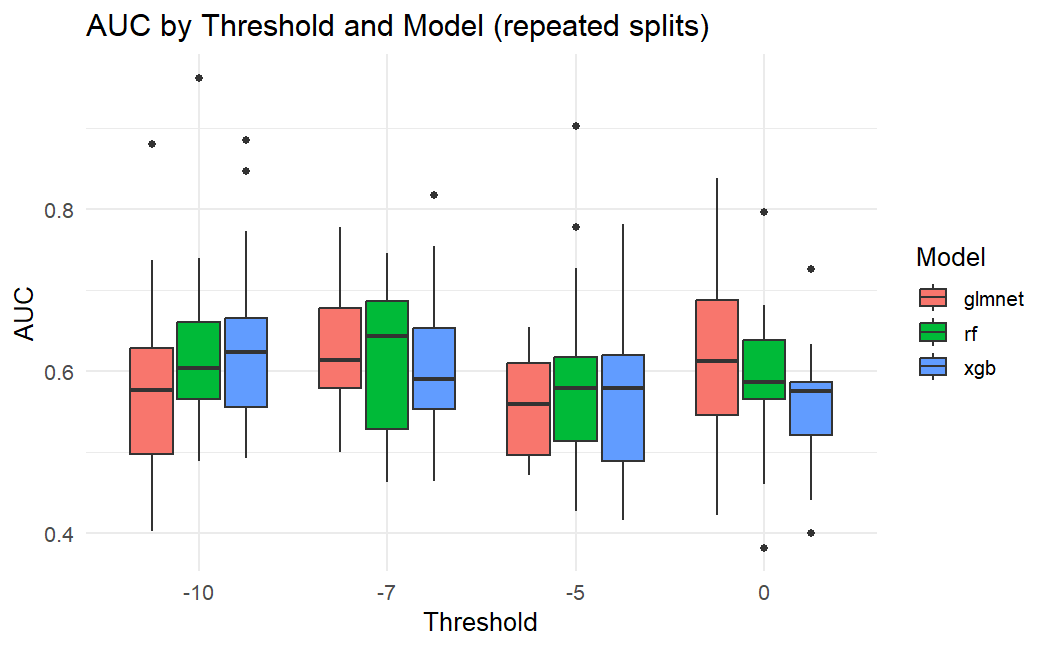 AUC by Threshold and Model (repeated splits)
AUC
0.8
0.6
0.4
-10
-7
-5
0
Threshold
Model
glmnet
rf
xgb